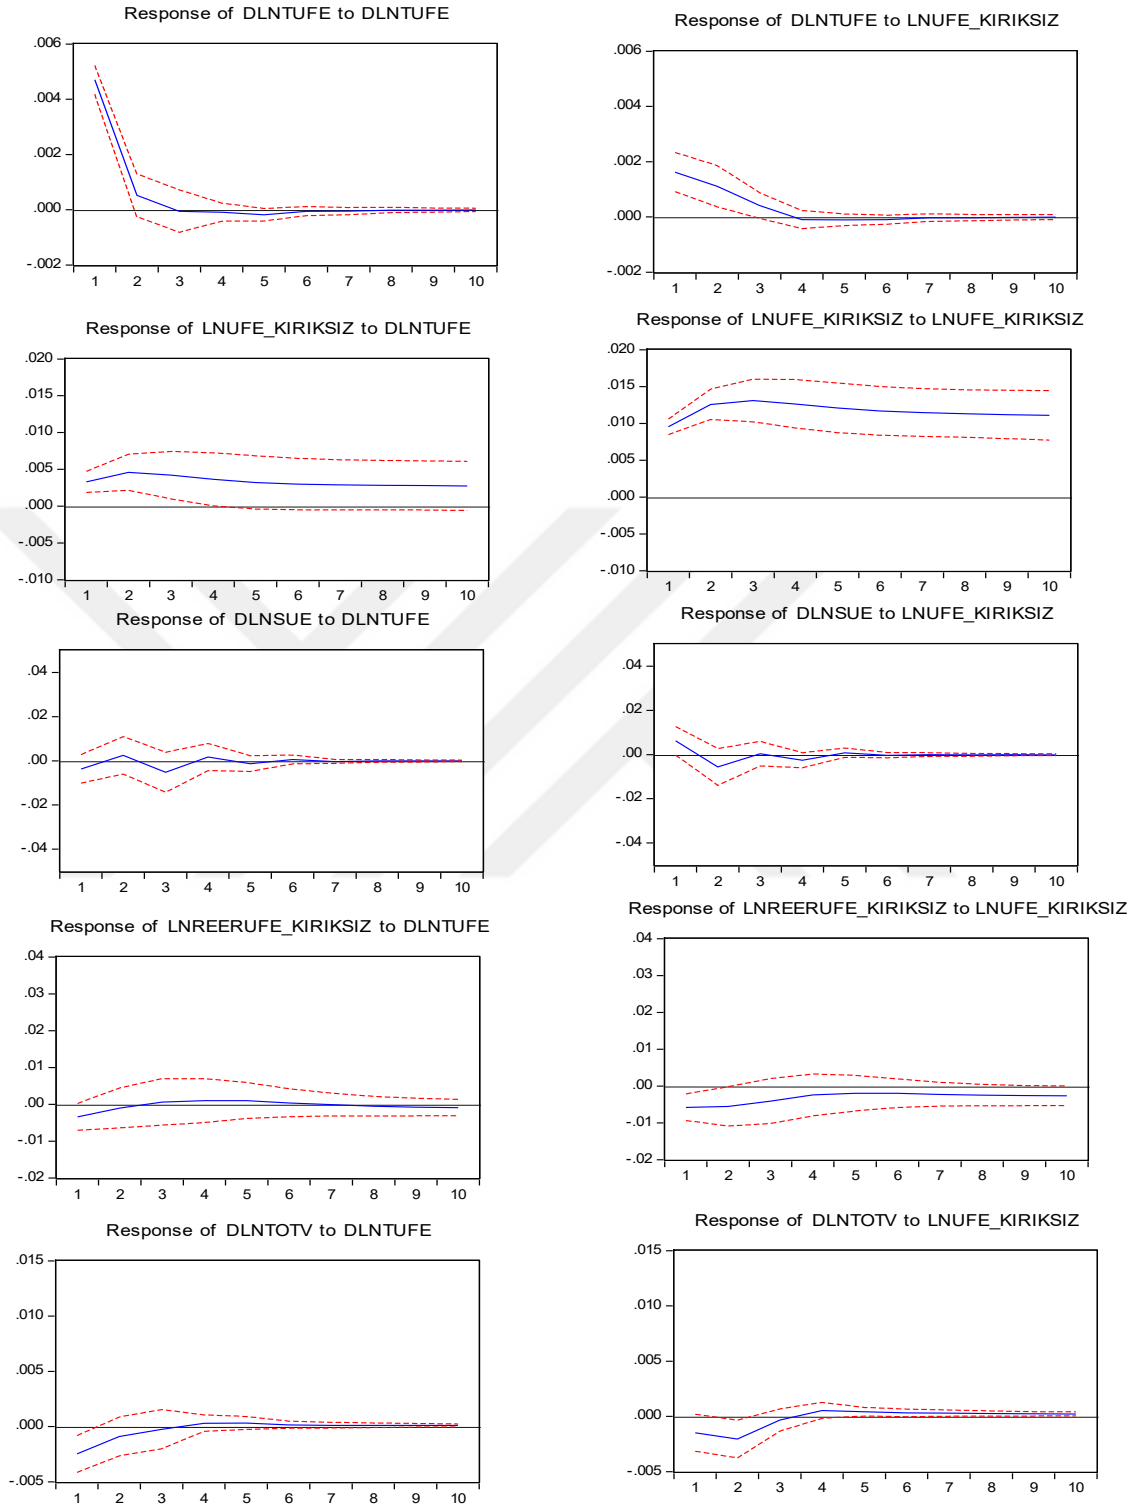 Response of DLNTUFE to DLNTUFE
.006
.004
.002
.000
-.002
1 2 3 4 5 6 7 8 9 10
Response of DLNTUFE to LNUFE_KIRIKSIZ
.006
.004
.002
.000
-.002
1 2 3 4 5 6 7 8 9 10
Response of LNUFE_KIRIKSIZ to DLNTUFE
.020
.015
.010
.005
.000
-.005
-.010
1 2 3 4 5 6 7 8 9 10
Response of LNUFE_KIRIKSIZ to LNUFE_KIRIKSIZ
.020
.015
.010
.005
.000
-.005
-.010
1 2 3 4 5 6 7 8 9 10
Response of DLNSUE to DLNTUFE
.04
.02
.00
-.02
-.04
1 2 3 4 5 6 7 8 9 10
Response of DLNSUE to LNUFE_KIRIKSIZ
.04
.02
.00
-.02
-.04
1 2 3 4 5 6 7 8 9 10
Response of LNREERUFE_KIRIKSIZ to DLNTUFE
.04
.03
.02
.01
.00
-.01
-.02
1 2 3 4 5 6 7 8 9 10
Response of LNREERUFE_KIRIKSIZ to LNUFE_KIRIKSIZ
.04
.03
.02
.01
.00
-.01
-.02
1 2 3 4 5 6 7 8 9 10
Response of DLNTOTV to DLNTUFE
.015
.010
.005
.000
-.005
1 2 3 4 5 6 7 8 9 10
Response of DLNTOTV to LNUFE_KIRIKSIZ
.015
.010
.005
.000
-.005
1 2 3 4 5 6 7 8 9 10